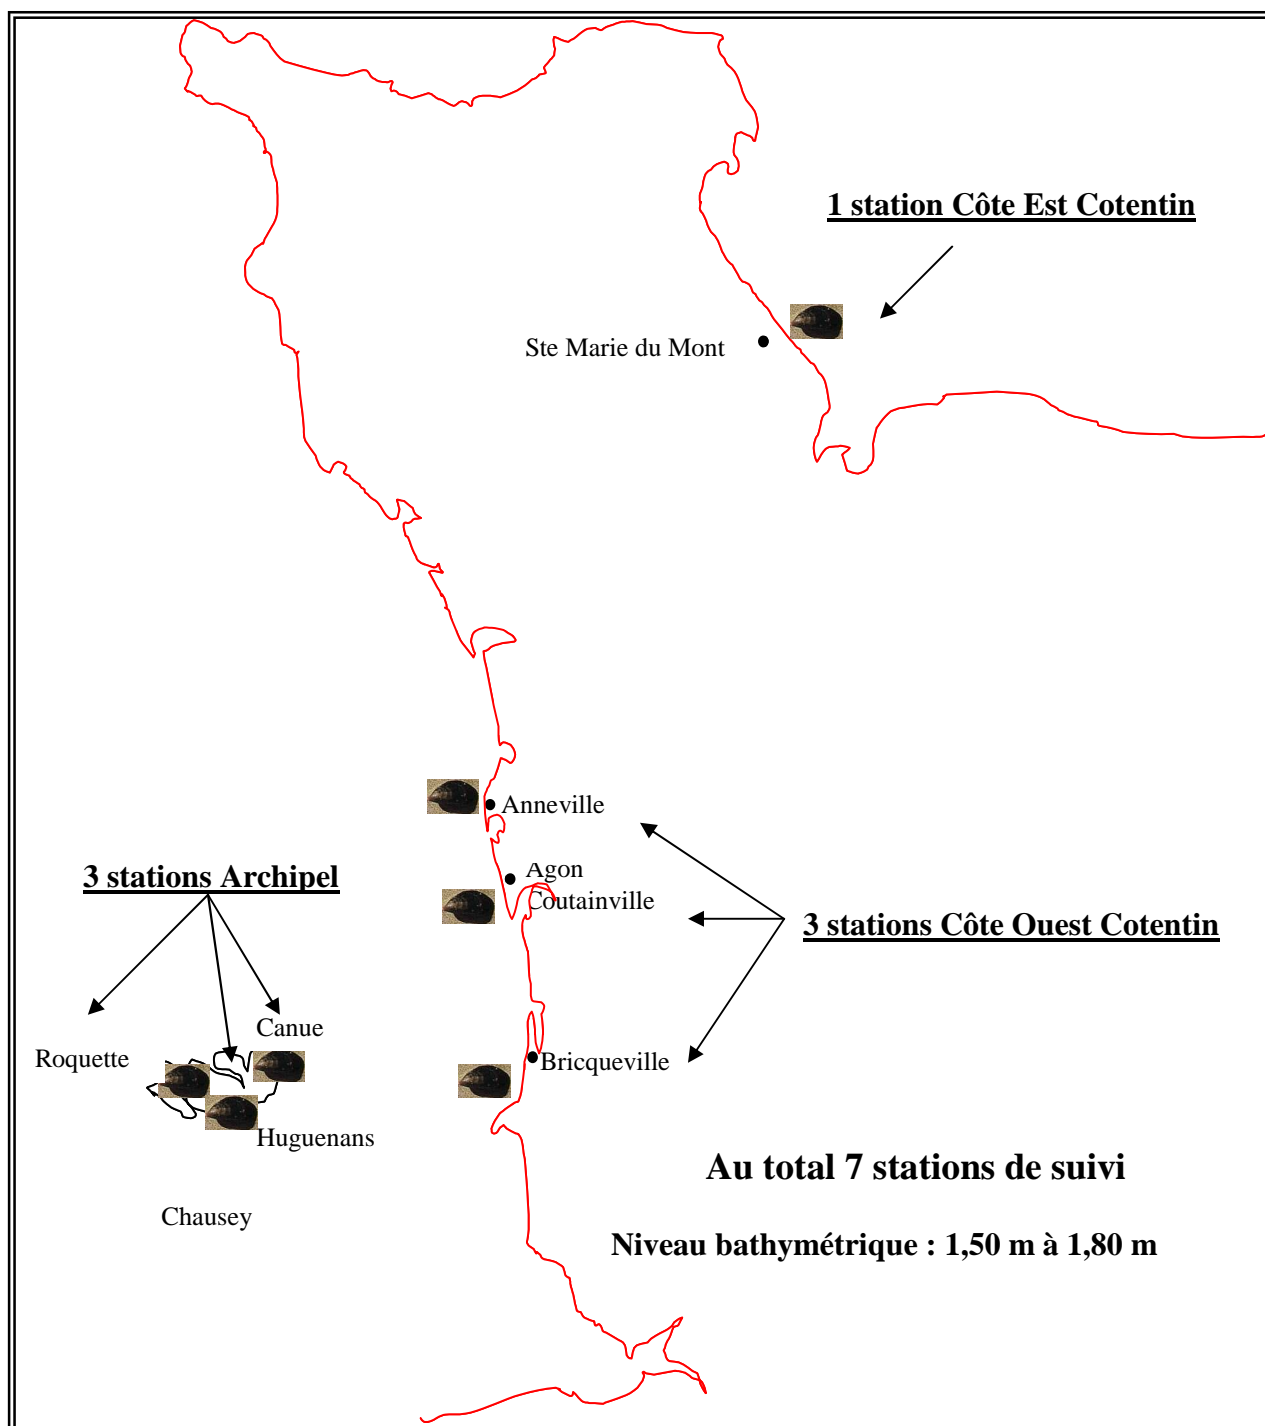 1 station Côte Est Cotentin
Ste Marie du Mont
Anneville
Agon
Coutainville
3 stations Archipel
3 stations Côte Ouest Cotentin
Canue
Roquette
Bricqueville
Huguenans
Au total 7 stations de suivi
Chausey
Niveau bathymétrique : 1,50 m à 1,80 m